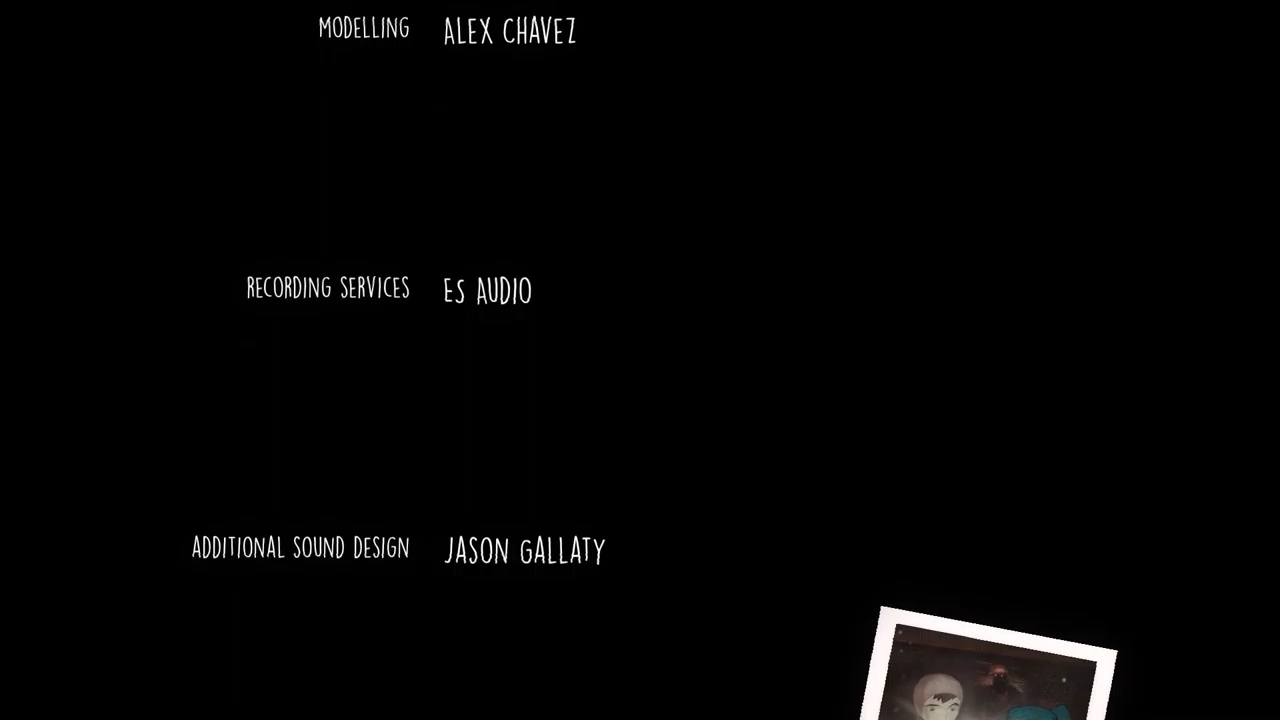 MODELLING ALEX CHAVEZ
RECORDING SERVICES ES AUDIO
ADDITIONAL SOUND DESIGN JASON GALLATY